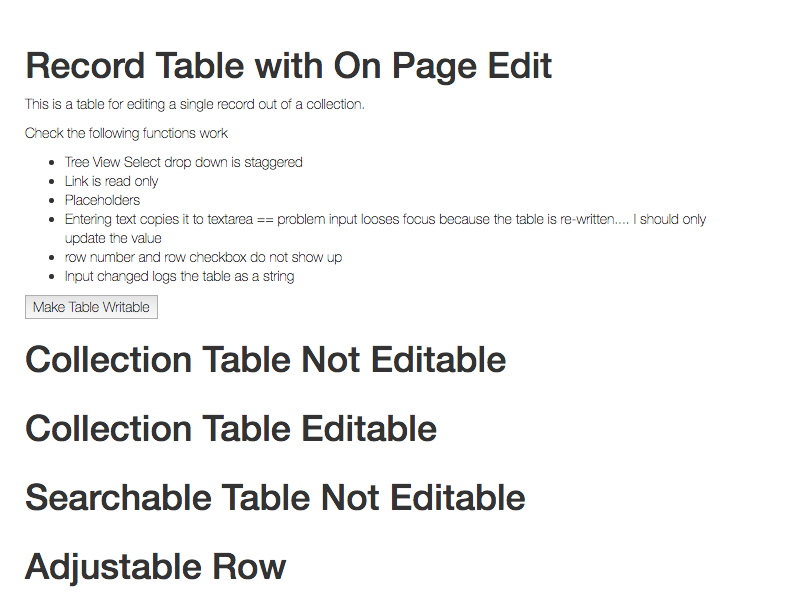 Record Table with On Page Edit
This is a table for editing a single record out of a collection.
Check the following functions work
Tree View Select drop down is staggered
Link is read only
Placeholders
Entering text copies it to textarea == problem input looses focus because the table is re-written.... I should only
update the value
row number and row checkbox do not show up
Input changed logs the table as a string
Make Table Writable
Collection Table Not Editable
Collection Table Editable
Searchable Table Not Editable
Adjustable Row